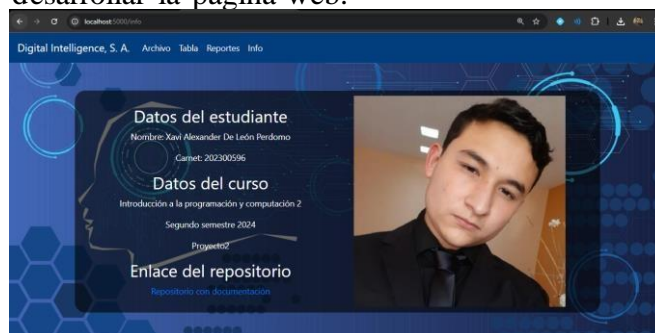 desarrollar la página web.
localhost:5000/info
Digital Intelligence, S. A. Archivo Tabla Reportes Info
Datos del estudiante
Nombre: Xavi Alexander De León Perdomo
Carnet: 202300596
Datos del curso
Introducción a la programación y computación 2
Segundo semestre 2024
Proyecto2
Enlace del repositorio
Repositorio con documentación